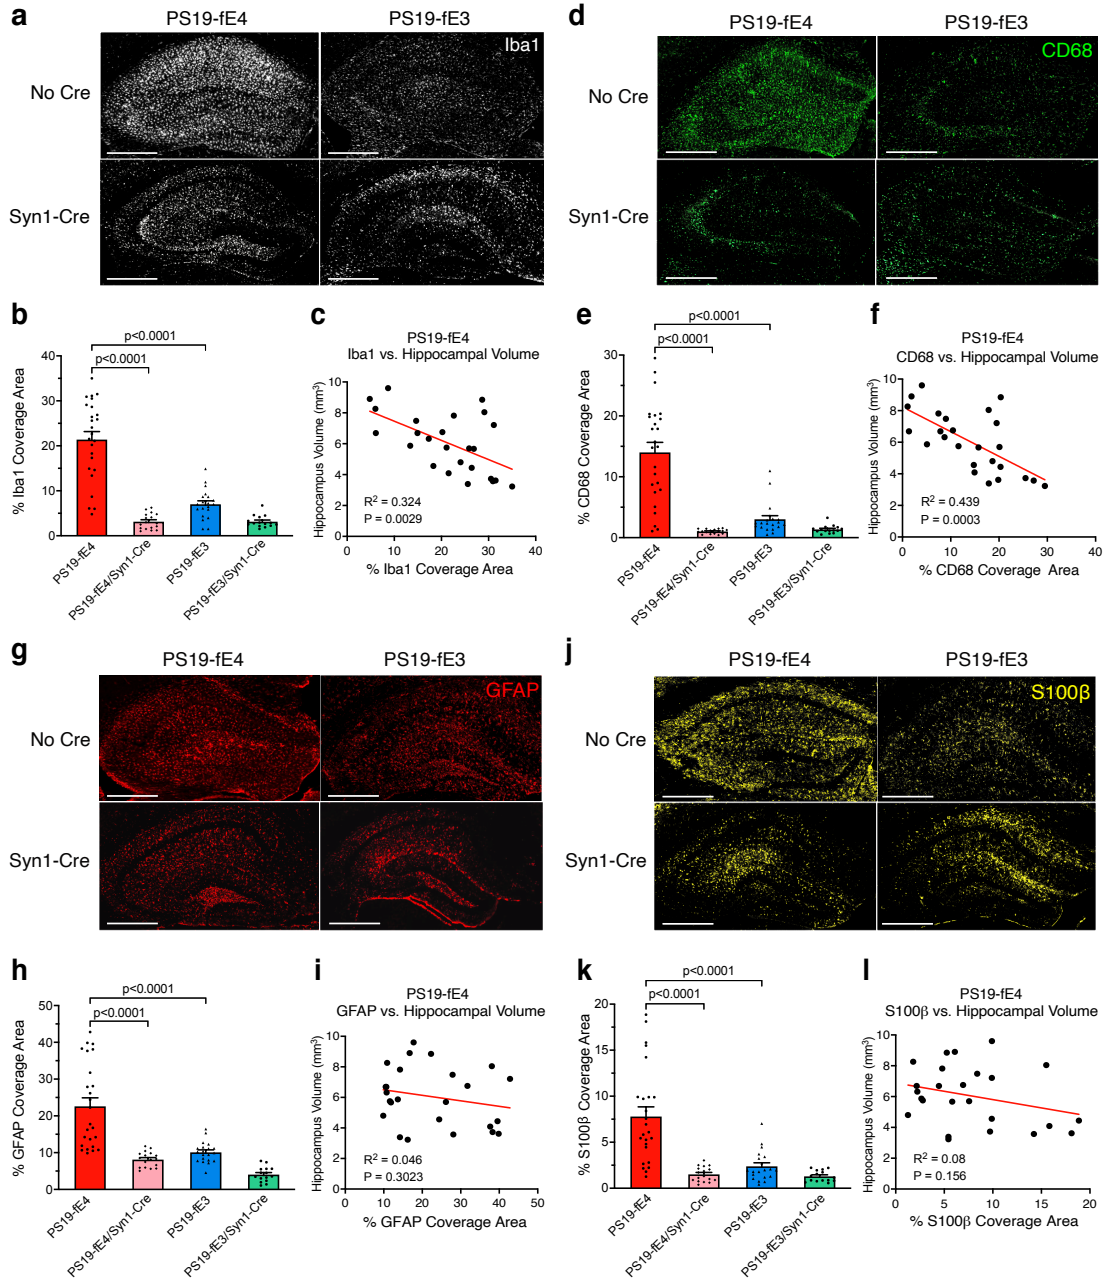 a
PS19-fE4
PS19-fE3
Iba1
No Cre
Syn1-Cre
d
PS19-fE4
PS19-fE3
CD68
No Cre
Syn1-Cre
b
p<0.0001
p<0.0001
% Iba1 Coverage Area
40
30
20
10
0
PS19-fE4
PS19-fE4/Syn1-Cre
PS19-fE3
PS19-fE3/Syn1-Cre
c
PS19-fE4
Iba1 vs. Hippocampal Volume
Hippocampus Volume (mm³)
10
8
6
4
2
0
R² = 0.324
P = 0.0029
0 10 20 30 40
% Iba1 Coverage Area
e
p<0.0001
p<0.0001
% CD68 Coverage Area
30
20
10
0
PS19-fE4
PS19-fE4/Syn1-Cre
PS19-fE3
PS19-fE3/Syn1-Cre
f
PS19-fE4
CD68 vs. Hippocampal Volume
Hippocampus Volume (mm³)
10
8
6
4
2
0
R² = 0.439
P = 0.0003
0 10 20 30 40
% CD68 Coverage Area
g
PS19-fE4
PS19-fE3
GFAP
No Cre
Syn1-Cre
j
PS19-fE4
PS19-fE3
S100β
No Cre
Syn1-Cre
h
p<0.0001
p<0.0001
% GFAP Coverage Area
50
40
30
20
10
0
PS19-fE4
PS19-fE4/Syn1-Cre
PS19-fE3
PS19-fE3/Syn1-Cre
i
PS19-fE4
GFAP vs. Hippocampal Volume
Hippocampus Volume (mm³)
10
8
6
4
2
0
R² = 0.046
P = 0.3023
0 10 20 30 40 50
% GFAP Coverage Area
k
p<0.0001
p<0.0001
% S100β Coverage Area
20
15
10
5
0
PS19-fE4
PS19-fE4/Syn1-Cre
PS19-fE3
PS19-fE3/Syn1-Cre
l
PS19-fE4
S100β vs. Hippocampal Volume
Hippocampus Volume (mm³)
10
8
6
4
2
0
R² = 0.08
P = 0.156
0 5 10 15 20
% S100β Coverage Area